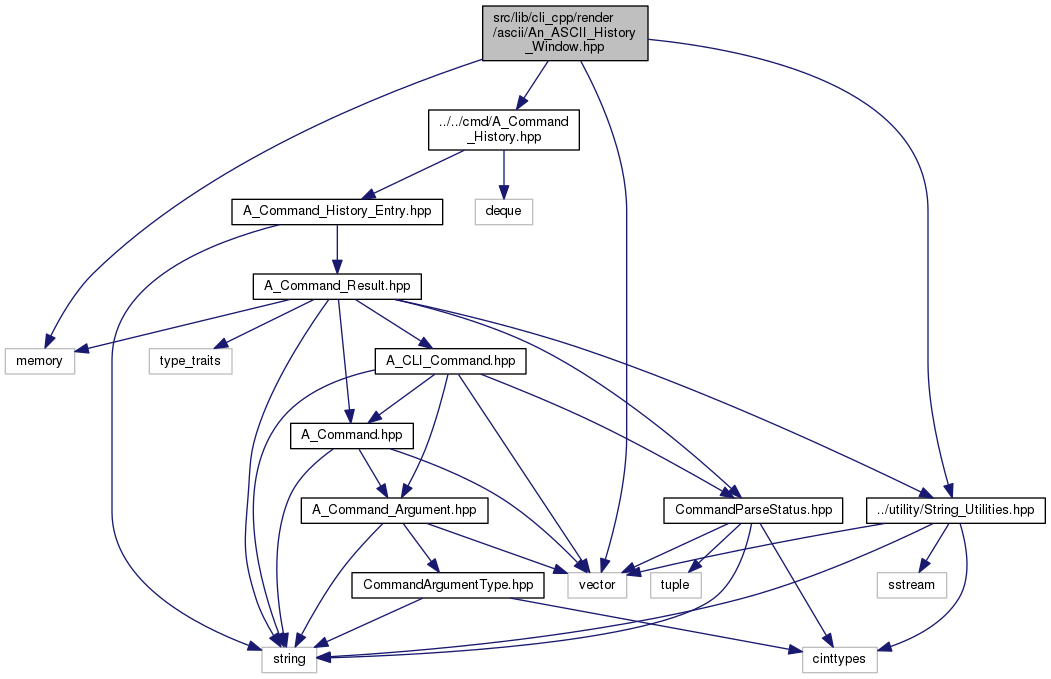 src/lib/cli_cpp/render
/ascii/An_ASCII_History
_Window.hpp
../../cmd/A_Command
_History.hpp
A_Command_History_Entry.hpp
deque
A_Command_Result.hpp
memory
type_traits
A_CLI_Command.hpp
A_Command.hpp
A_Command_Argument.hpp
CommandParseStatus.hpp
../utility/String_Utilities.hpp
CommandArgumentType.hpp
vector
tuple
sstream
string
cinttypes